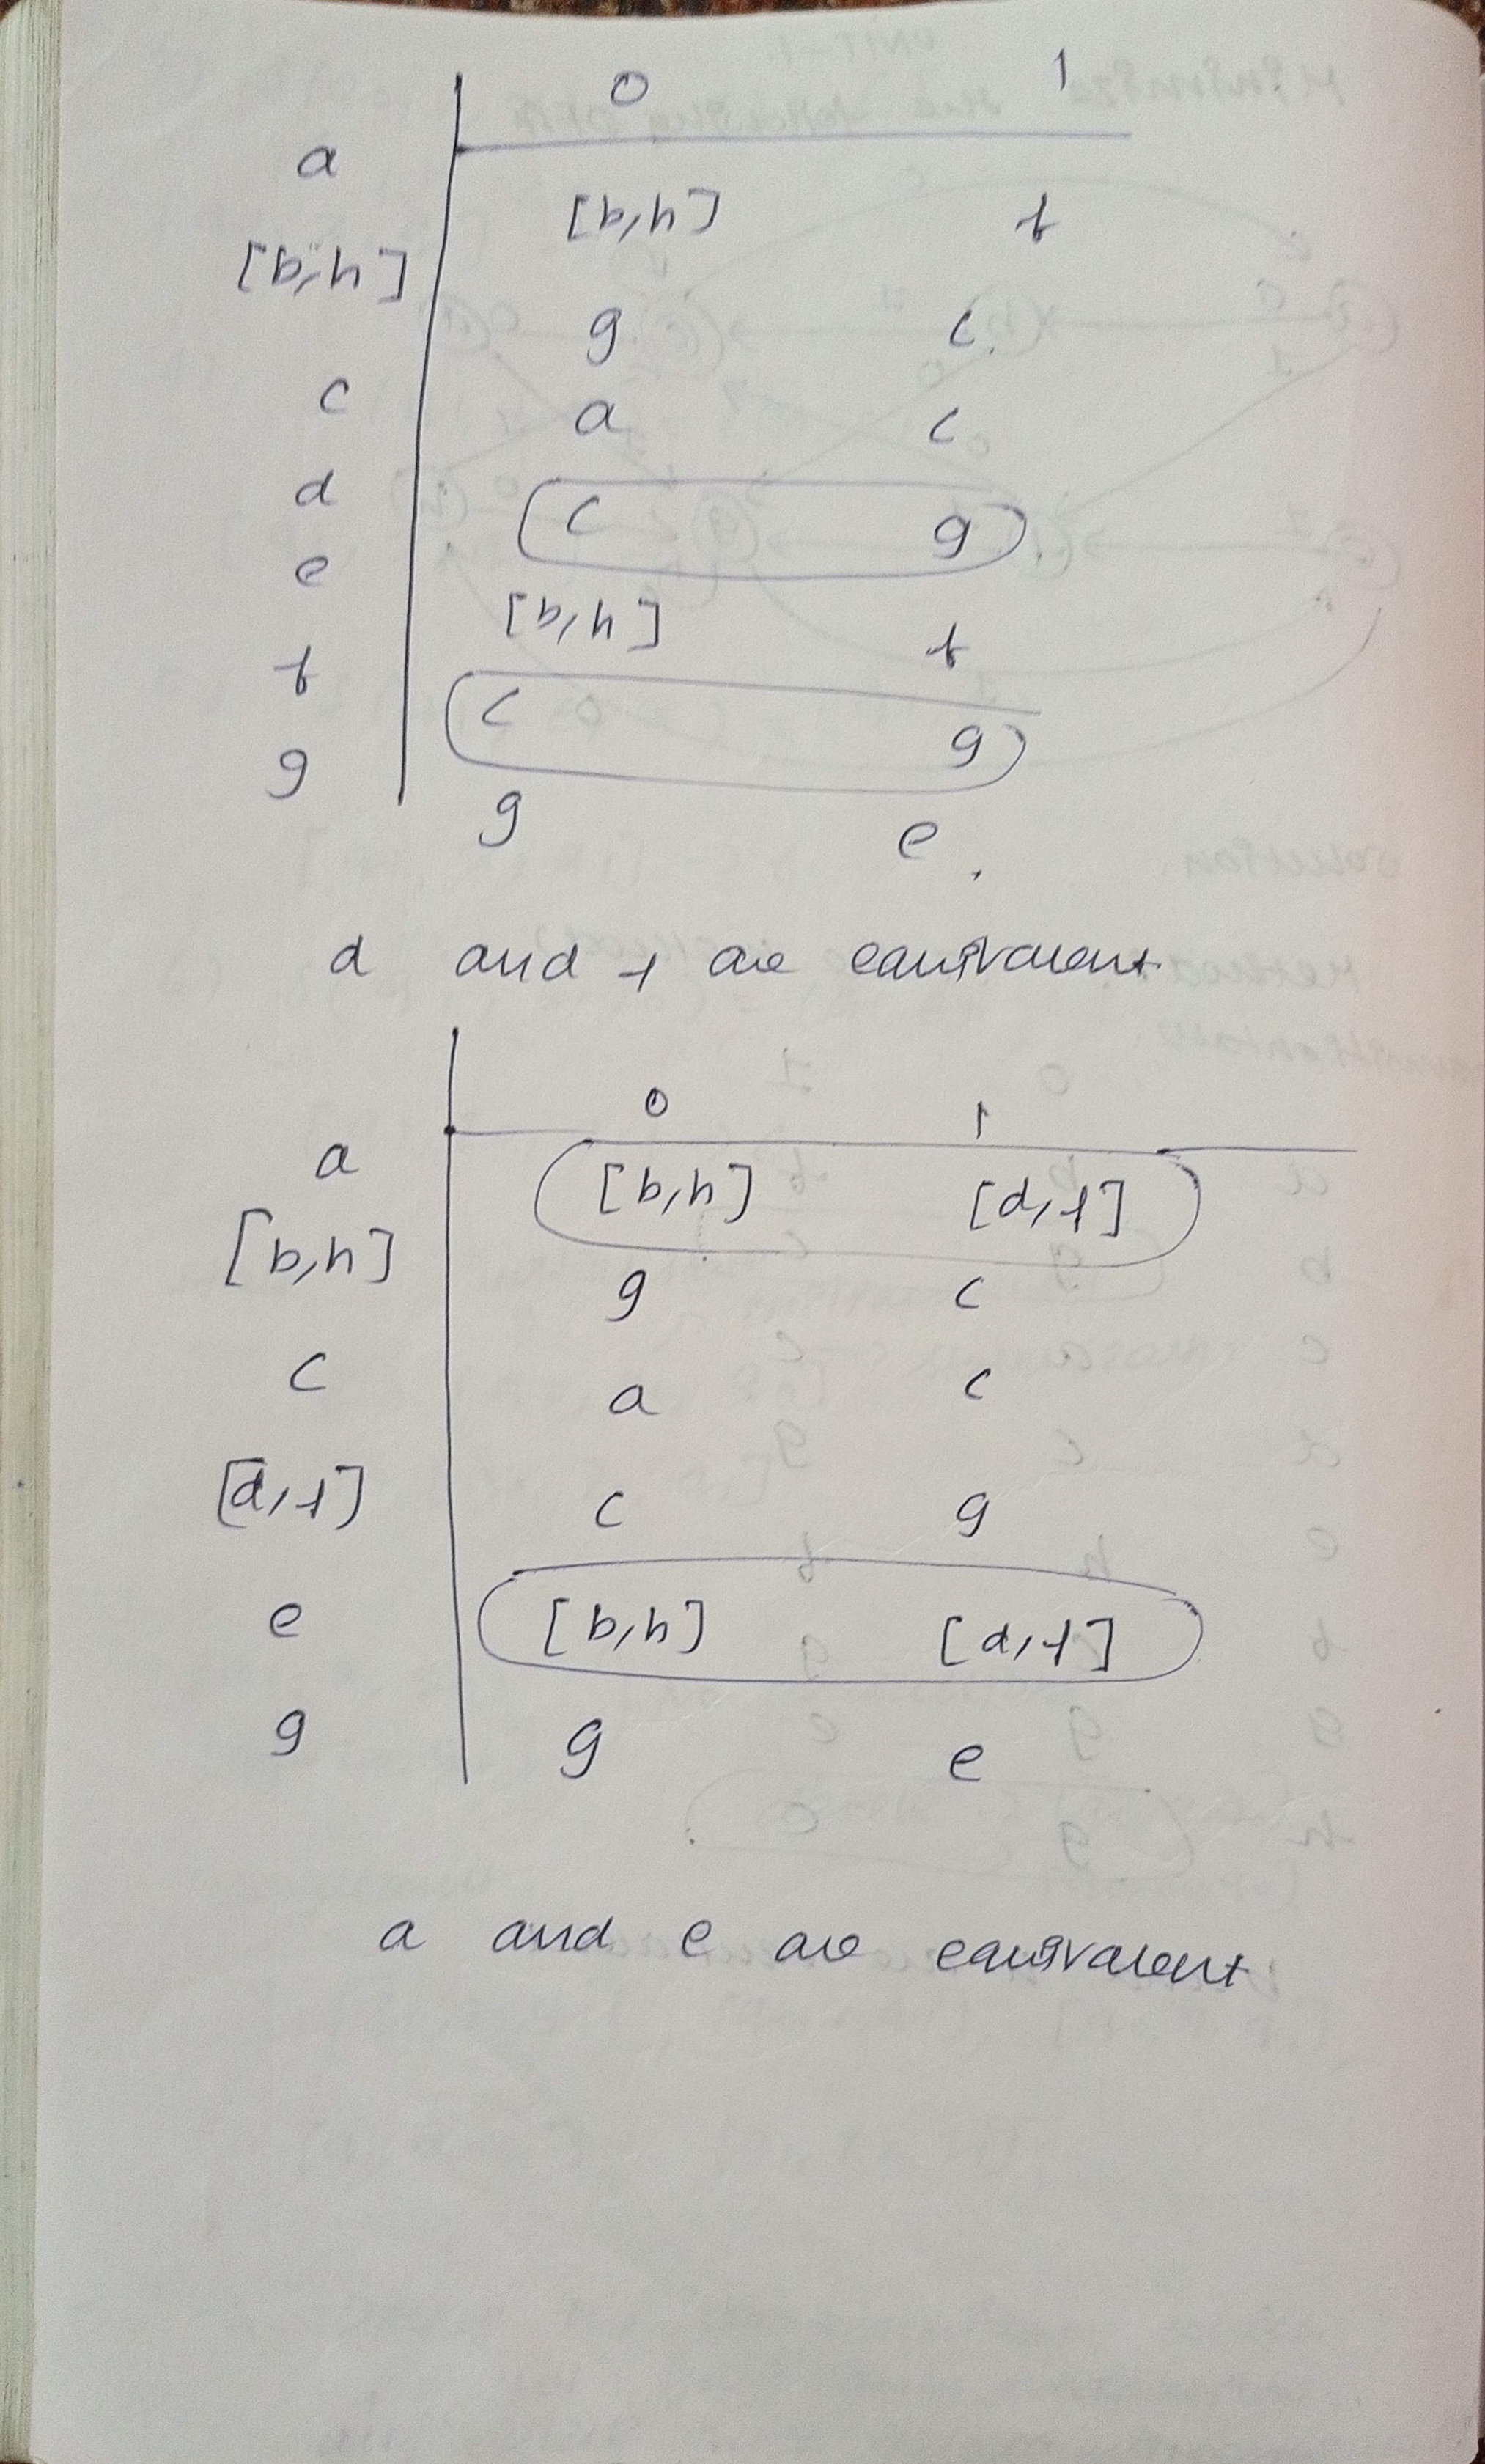 0 1
a [b,h] f
[b,h] g c.
c a c
d c g
e [b,h] f
f c g
g g e.
d and f are equivalent.
0 1
a [b,h] [d,f]
[b,h] g c
c a c
[d,f] c g
e [b,h] [d,f]
g g e
a and e are equivalent